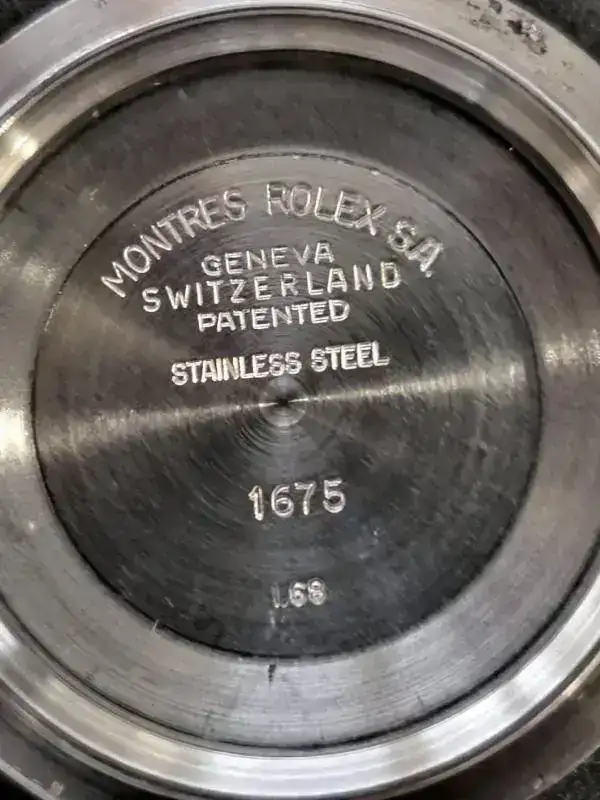 MONTRES ROLEX S.A.
GENEVA
SWITZERLAND
PATENTED
STAINLESS STEEL
1675
I.68